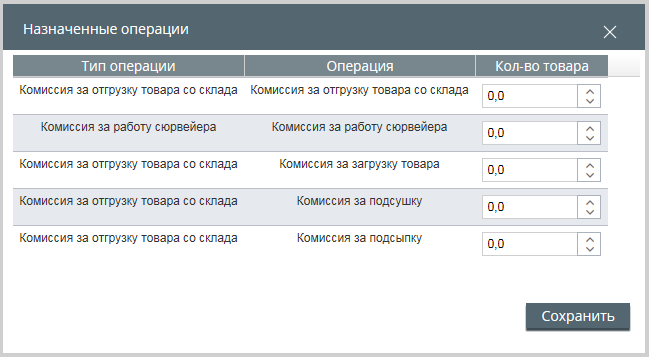 Назначенные операции
Тип операции Операция Кол-во товара
Комиссия за отгрузку товара со склада Комиссия за отгрузку товара со склада 0,0
Комиссия за работу сюрвейера Комиссия за работу сюрвейера 0,0
Комиссия за отгрузку товара со склада Комиссия за загрузку товара 0,0
Комиссия за отгрузку товара со склада Комиссия за подсушку 0,0
Комиссия за отгрузку товара со склада Комиссия за подсыпку 0,0
Сохранить